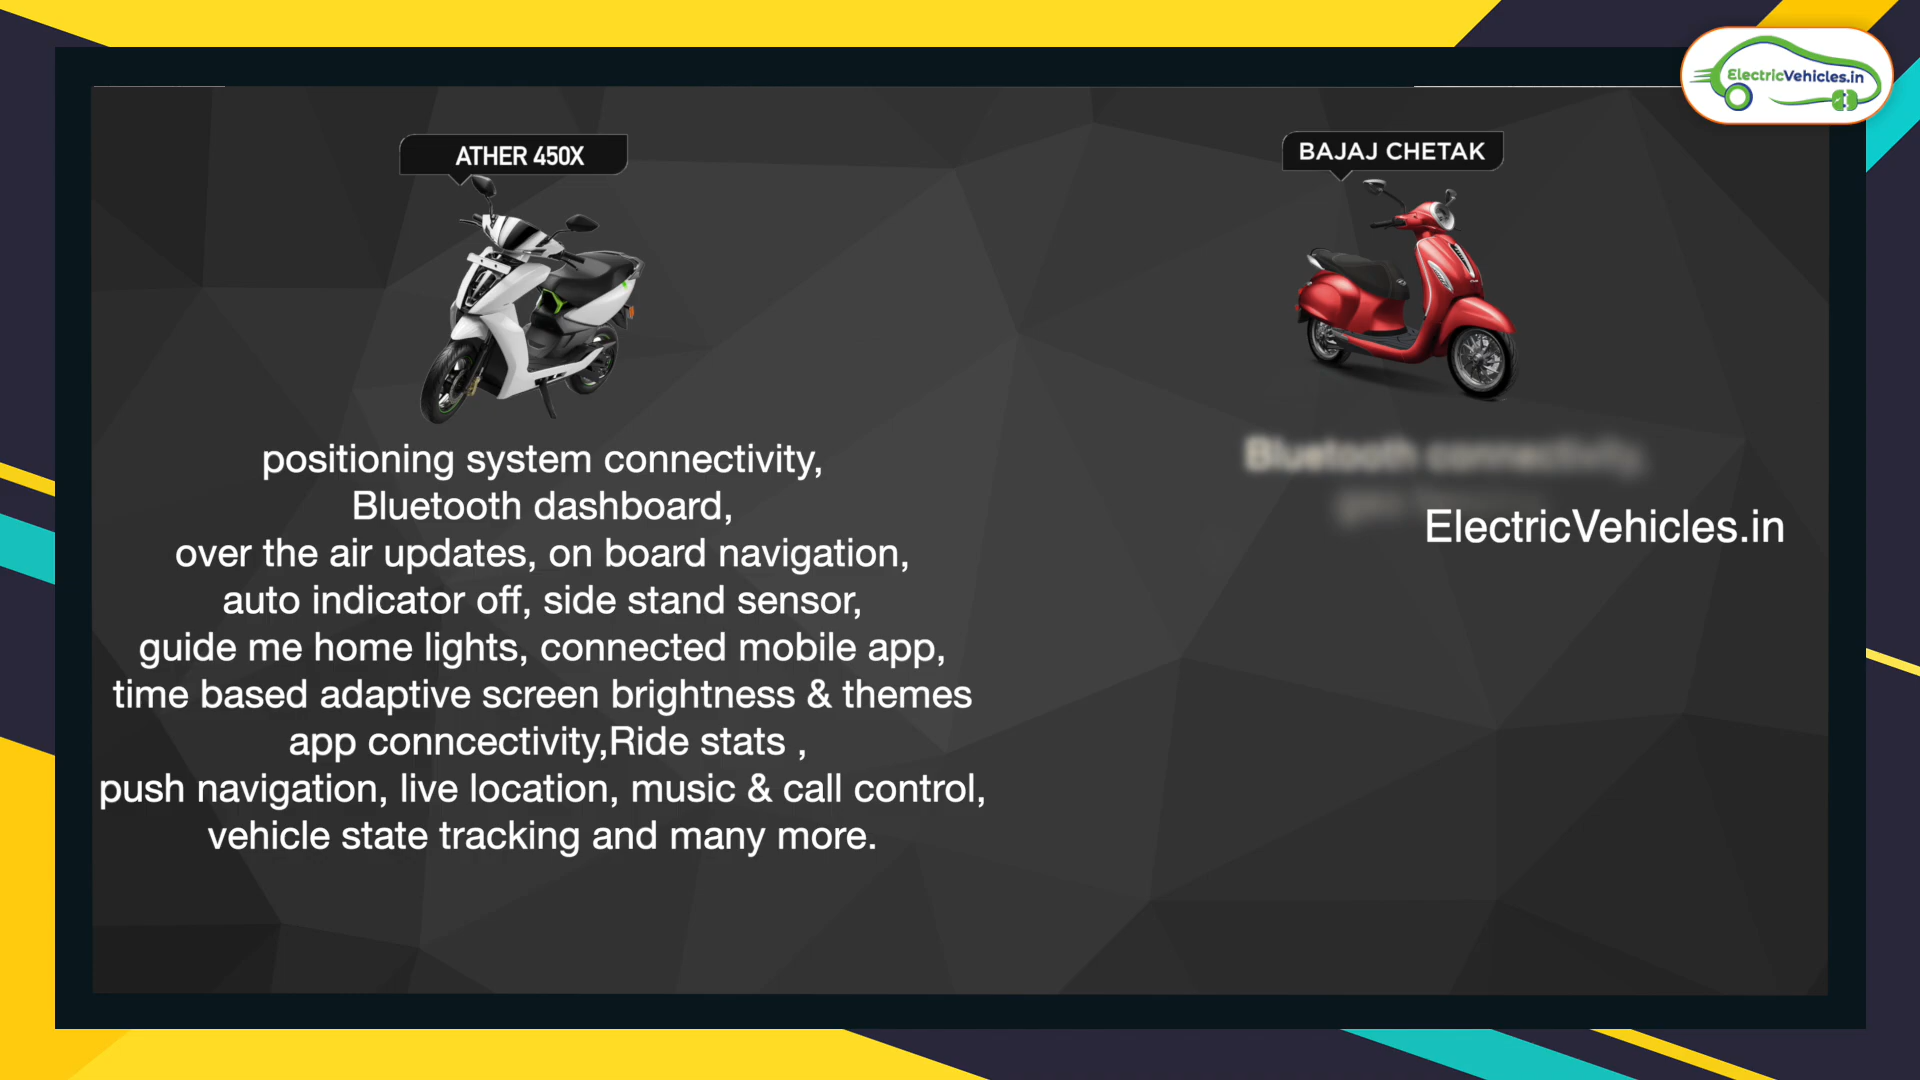 ElectricVehicles.in
ATHER 450X
BAJAJ CHETAK
positioning system connectivity,
Bluetooth dashboard,
over the air updates, on board navigation,
auto indicator off, side stand sensor,
guide me home lights, connected mobile app,
time based adaptive screen brightness & themes
app conncectivity,Ride stats ,
push navigation, live location, music & call control,
vehicle state tracking and many more.
Bluetooth connectivity,
ElectricVehicles.in